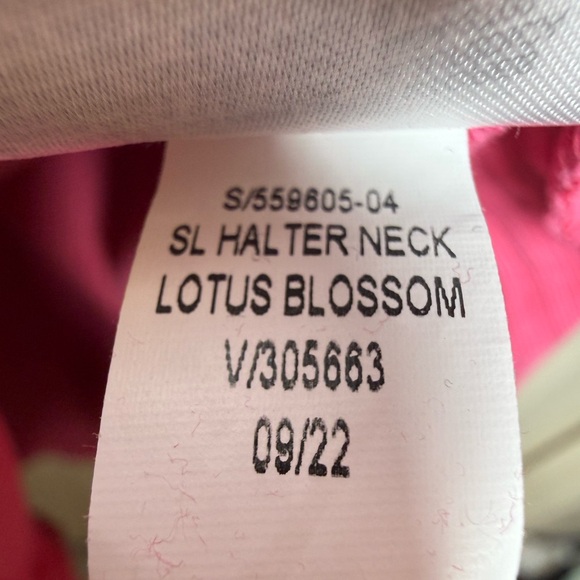 S/559605-04
SL HALTER NECK
LOTUS BLOSSOM
V/305663
09/22